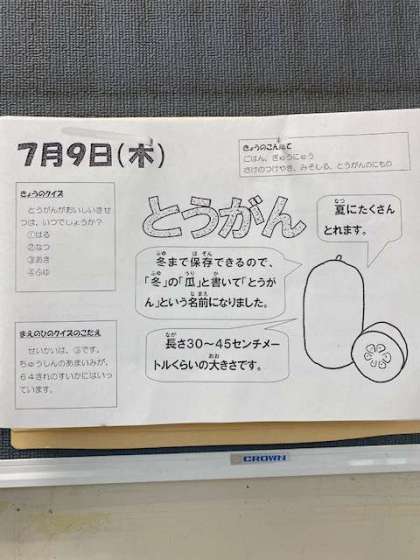 7月9日(木)
きょうのこんだて
ごはん、ぎゅうにゅう
さけのつけやき、みそしる、とうがんのにもの
きょうのクイズ
とうがんがおいしいきせ
つは、いつでしょうか?
①はる
②なつ
③あき
④ふゆ
とうがん
夏にたくさん
とれます。
冬まで保存できるので、
「冬」の「瓜」と書いて「とうが
ん」という名前になりました。
まえのひのクイズのこたえ
せいかいは、③です。
ちゅうしんのあまいみが、
64ぎれのすいかにはいっ
ています。
長さ30~45センチメー
トルくらいの大きさです。
CROWN